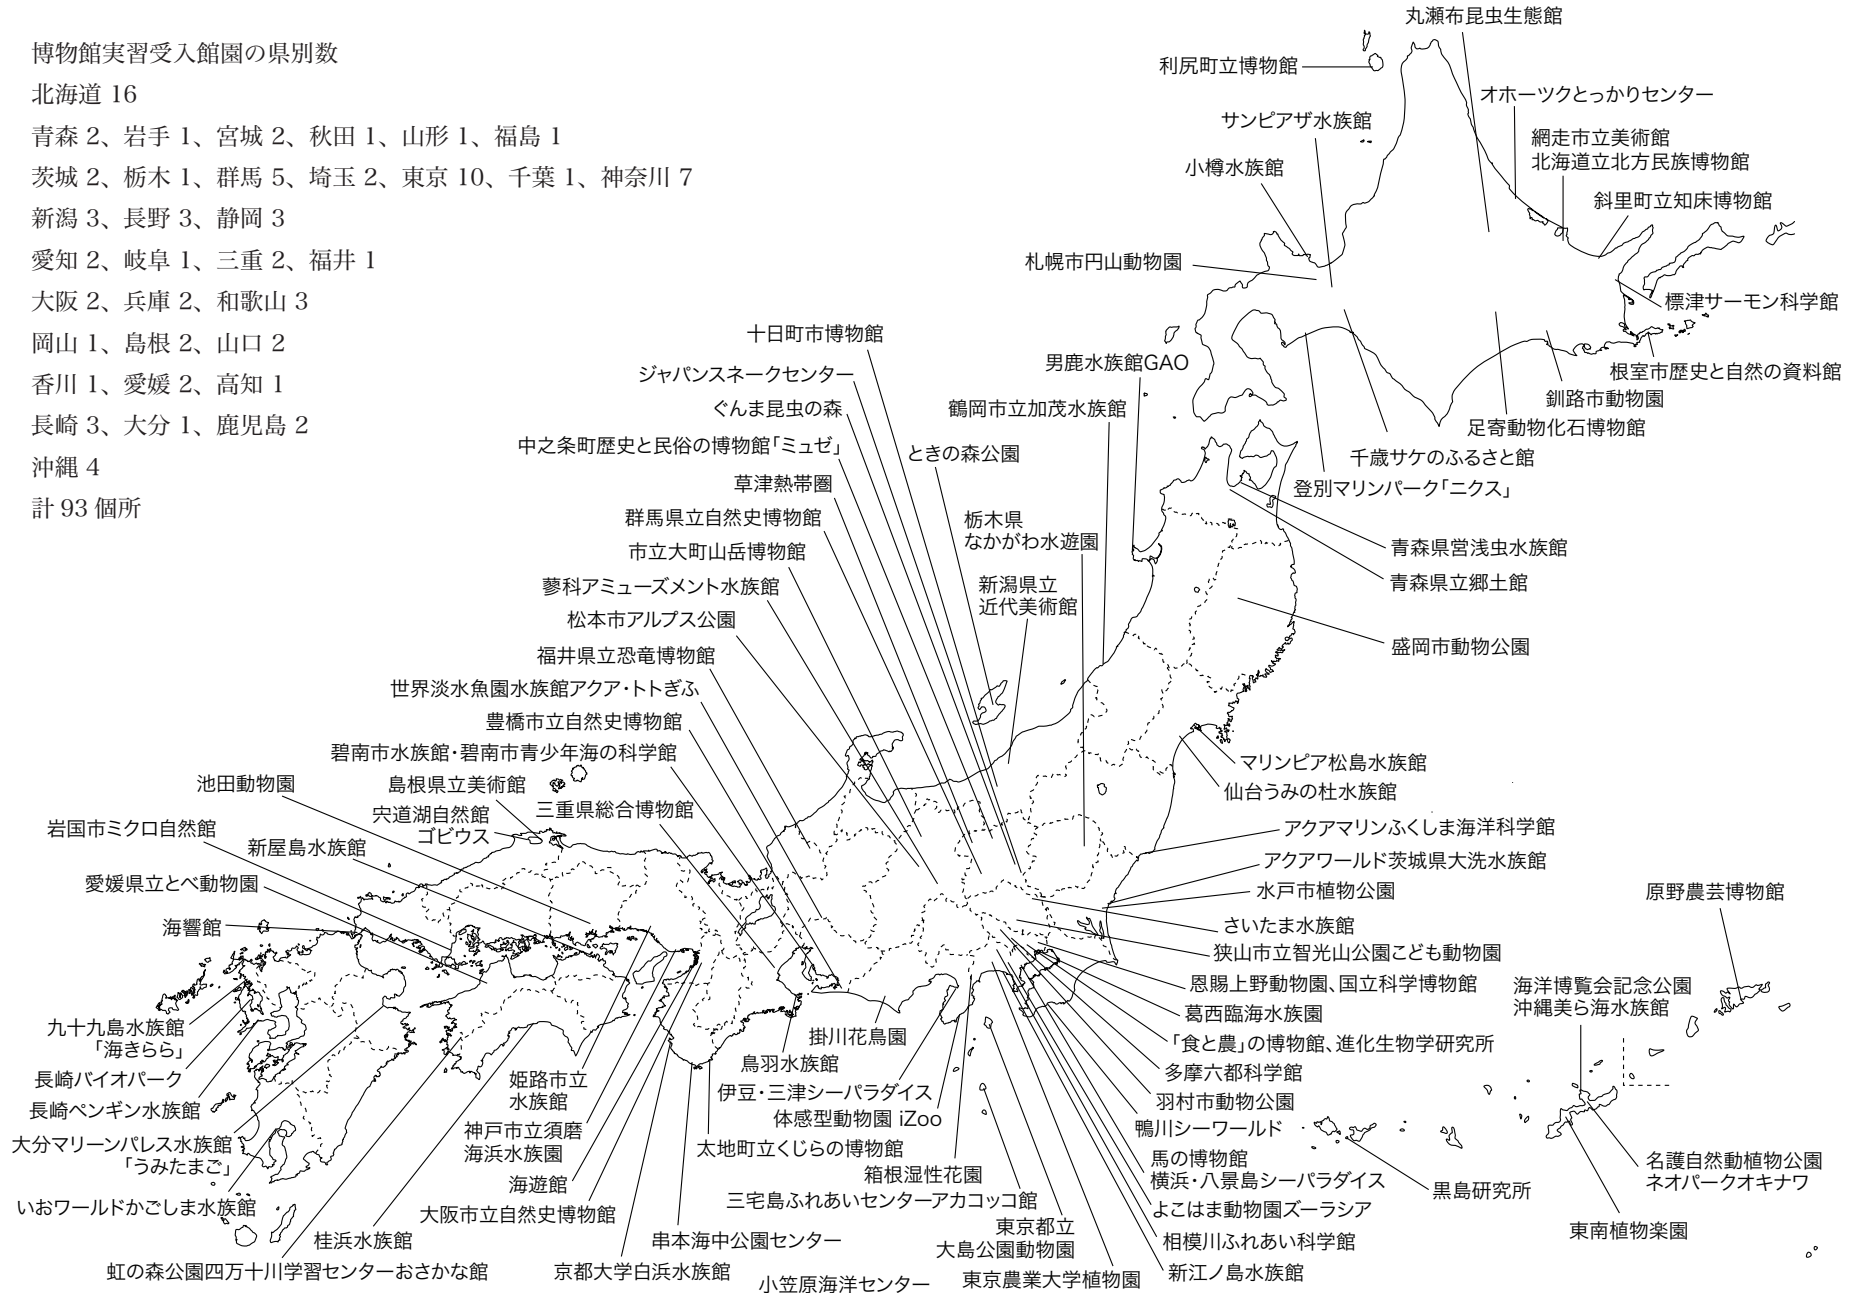 博物館実習受入館園の県別数
北海道 16
青森 2、岩手 1、宮城 2、秋田 1、山形 1、福島 1
茨城 2、栃木 1、群馬 5、埼玉 2、東京 10、千葉 1、神奈川 7
新潟 3、長野 3、静岡 3
愛知 2、岐阜 1、三重 2、福井 1
大阪 2、兵庫 2、和歌山 3
岡山 1、島根 2、山口 2
香川 1、愛媛 2、高知 1
長崎 3、大分 1、鹿児島 2
沖縄 4
計 93 個所
丸瀬布昆虫生態館
利尻町立博物館
オホーツクとっかりセンター
サンピアザ水族館
網走市立美術館
北海道立北方民族博物館
小樽水族館
斜里町立知床博物館
札幌市円山動物園
標津サーモン科学館
根室市歴史と自然の資料館
釧路市動物園
足寄動物化石博物館
千歳サケのふるさと館
登別マリンパーク「ニクス」
十日町市博物館
男鹿水族館GAO
ジャパンスネークセンター
鶴岡市立加茂水族館
ぐんま昆虫の森
中之条町歴史と民俗の博物館「ミュゼ」
ときの森公園
草津熱帯圏
群馬県立自然史博物館
栃木県
なかがわ水遊園
市立大町山岳博物館
青森県営浅虫水族館
蓼科アミューズメント水族館
新潟県立
近代美術館
青森県立郷土館
松本市アルプス公園
盛岡市動物公園
福井県立恐竜博物館
世界淡水魚園水族館アクア・トトぎふ
豊橋市立自然史博物館
碧南市水族館・碧南市青少年海の科学館
マリンピア松島水族館
池田動物園
島根県立美術館
仙台うみの杜水族館
三重県総合博物館
宍道湖自然館
ゴビウス
岩国市ミクロ自然館
アクアマリンふくしま海洋科学館
新屋島水族館
アクアワールド茨城県大洗水族館
愛媛県立とべ動物園
水戸市植物公園
原野農芸博物館
海響館
さいたま水族館
狭山市立智光山公園こども動物園
恩賜上野動物園、国立科学博物館
海洋博覧会記念公園
沖縄美ら海水族館
葛西臨海水族園
九十九島水族館
「海きらら」
掛川花鳥園
「食と農」の博物館、進化生物学研究所
鳥羽水族館
長崎バイオパーク
姫路市立
水族館
多摩六都科学館
伊豆・三津シーパラダイス
羽村市動物公園
長崎ペンギン水族館
体感型動物園 iZoo
鴨川シーワールド
神戸市立須磨
海浜水族園
大分マリーンパレス水族館
「うみたまご」
太地町立くじらの博物館
馬の博物館
横浜・八景島シーパラダイス
名護自然動植物公園
ネオパークオキナワ
箱根湿性花園
海遊館
黒島研究所
三宅島ふれあいセンターアカコッコ館
いおワールドかごしま水族館
よこはま動物園ズーラシア
大阪市立自然史博物館
東京都立
大島公園動物園
東南植物楽園
桂浜水族館
串本海中公園センター
相模川ふれあい科学館
虹の森公園四万十川学習センターおさかな館
京都大学白浜水族館
小笠原海洋センター
東京農業大学植物園
新江ノ島水族館